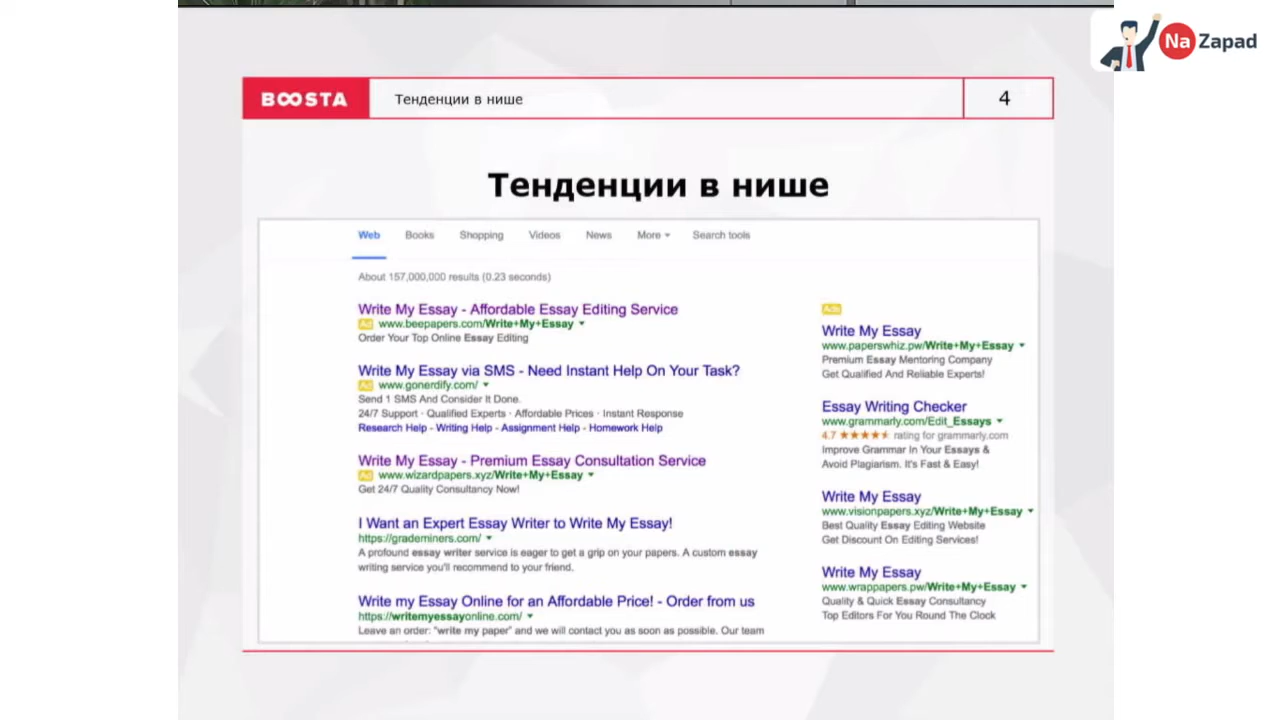 Na Zapad
BOOSTA
Тенденции в нише
4
Тенденции в нише
Web Books Shopping Videos News More Search tools
About 157,000,000 results (0.23 seconds)
Write My Essay - Affordable Essay Editing Service
Ad www.beepapers.com/Write+My+Essay
Order Your Top Online Essay Editing
Write My Essay via SMS - Need Instant Help On Your Task?
Ad www.gonerdify.com/
Send 1 SMS And Consider It Done.
24/7 Support · Qualified Experts · Affordable Prices · Instant Response
Research Help - Writing Help - Assignment Help - Homework Help
Write My Essay - Premium Essay Consultation Service
Ad www.wizardpapers.xyz/Write+My+Essay
Get 24/7 Quality Consultancy Now!
I Want an Expert Essay Writer to Write My Essay!
https://grademiners.com/
A profound essay writer service is eager to get a grip on your papers. A custom essay
writing service you'll recommend to your friend.
Write my Essay Online for an Affordable Price! - Order from us
https://writemyessayonline.com/
Leave an order: "write my paper" and we will contact you as soon as possible. Our team
Ads
Write My Essay
www.paperswhiz.pw/Write+My+Essay
Premium Essay Mentoring Company
Get Qualified And Reliable Experts!
Essay Writing Checker
www.grammarly.com/Edit_Essays
4.7 ★★★★★ rating for grammarly.com
Improve Grammar In Your Essays &
Avoid Plagiarism. It's Fast & Easy!
Write My Essay
www.visionpapers.xyz/Write+My+Essay
Best Quality Essay Editing Website
Get Discount On Editing Services!
Write My Essay
www.wrappapers.pw/Write+My+Essay
Quality & Quick Essay Consultancy
Top Editors For You Round The Clock